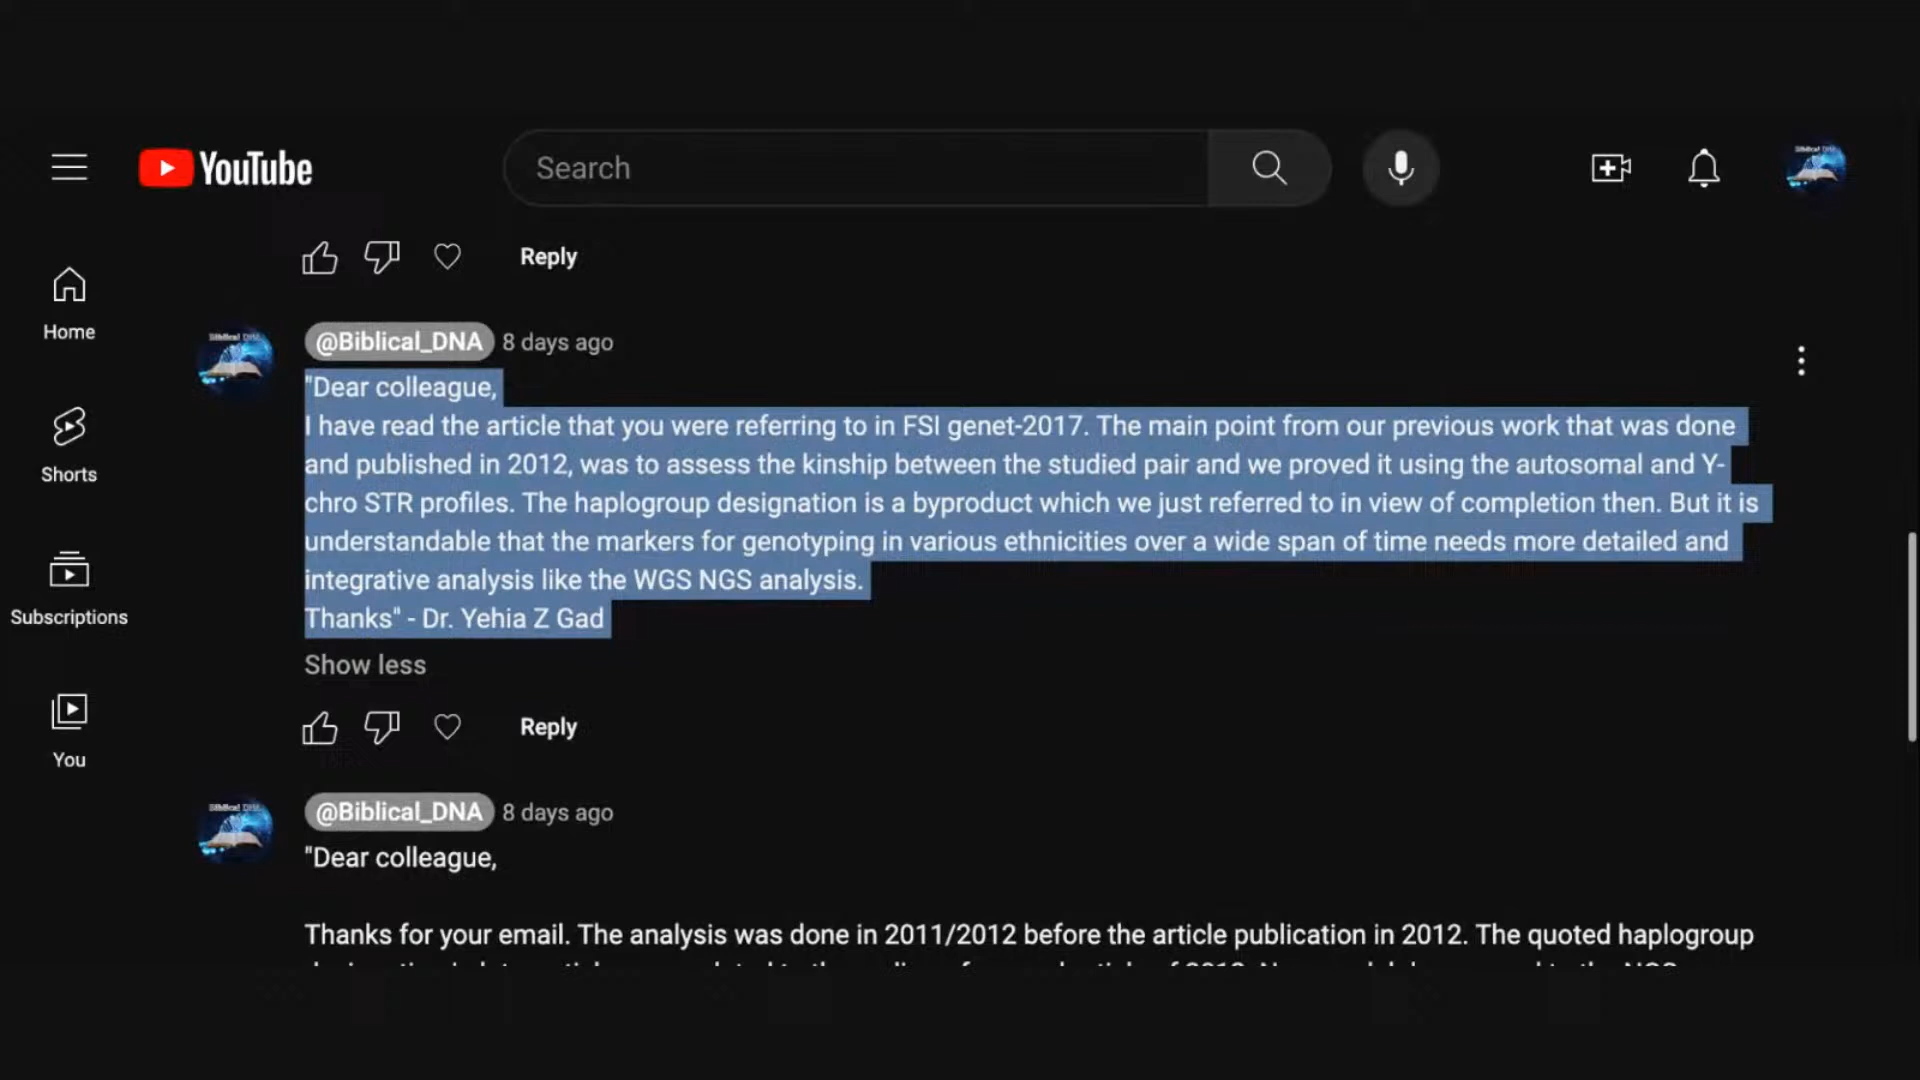 YouTube
Search
Reply
Home
@Biblical_DNA 8 days ago
"Dear colleague,
I have read the article that you were referring to in FSI genet-2017. The main point from our previous work that was done
and published in 2012, was to assess the kinship between the studied pair and we proved it using the autosomal and Y-
chro STR profiles. The haplogroup designation is a byproduct which we just referred to in view of completion then. But it is
understandable that the markers for genotyping in various ethnicities over a wide span of time needs more detailed and
integrative analysis like the WGS NGS analysis.
Thanks" - Dr. Yehia Z Gad
Shorts
Subscriptions
Show less
Reply
You
@Biblical_DNA 8 days ago
"Dear colleague,
Thanks for your email. The analysis was done in 2011/2012 before the article publication in 2012. The quoted haplogroup